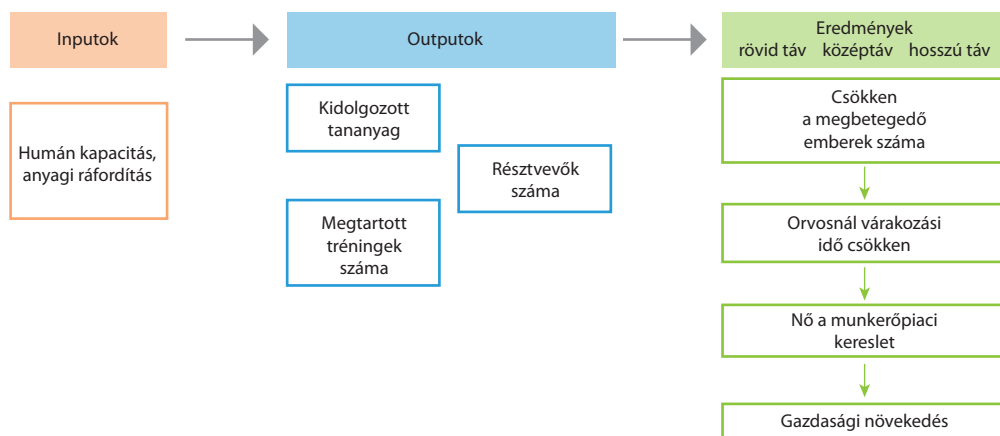 Inputok
Outputok
Eredmények
rövid táv középtáv hosszú táv
Humán kapacitás,
anyagi ráfordítás
Kidolgozott
tananyag
Résztvevők
száma
Megtartott
tréningek
száma
Csökken
a megbetegedő
emberek száma
Orvosnál várakozási
idő csökken
Nő a munkerőpiaci
kereslet
Gazdasági növekedés